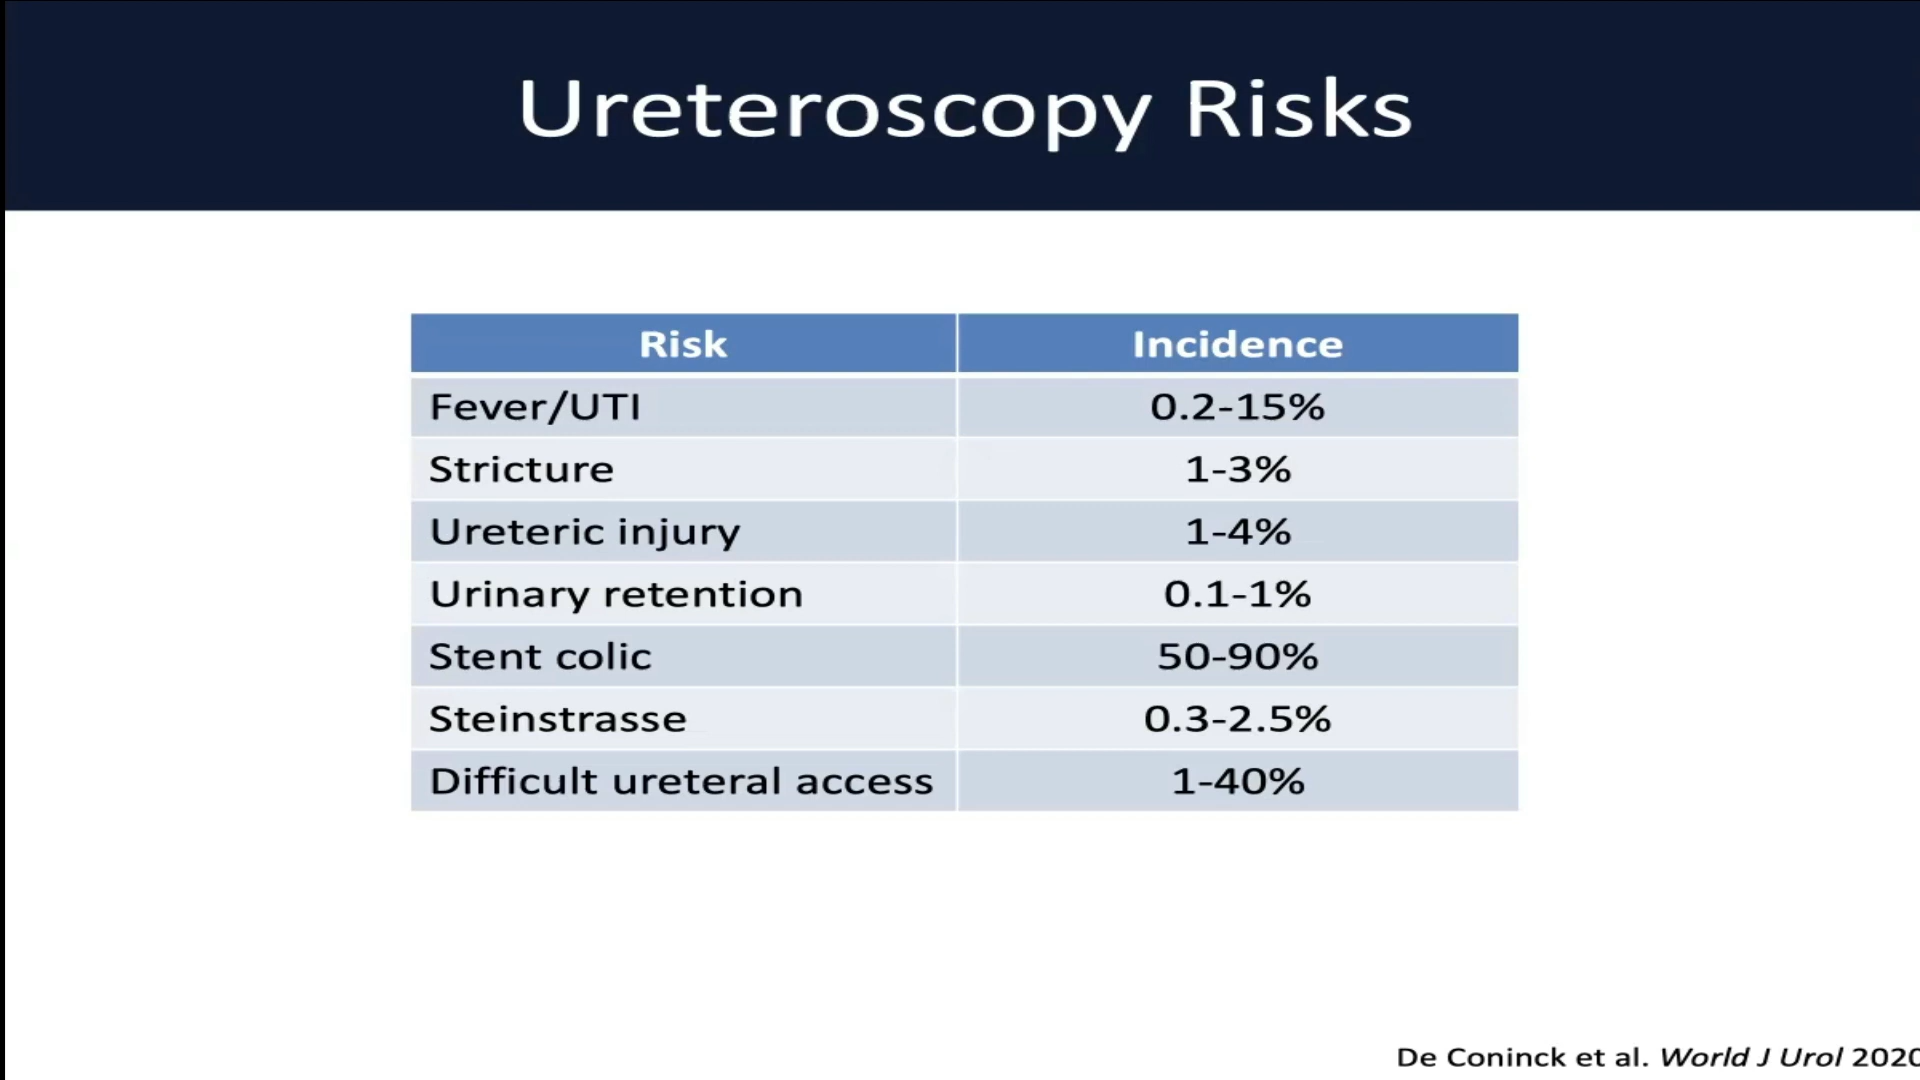 Ureteroscopy Risks
Risk Incidence
Fever/UTI 0.2-15%
Stricture 1-3%
Ureteric injury 1-4%
Urinary retention 0.1-1%
Stent colic 50-90%
Steinstrasse 0.3-2.5%
Difficult ureteral access 1-40%
De Coninck et al. World J Urol 2020